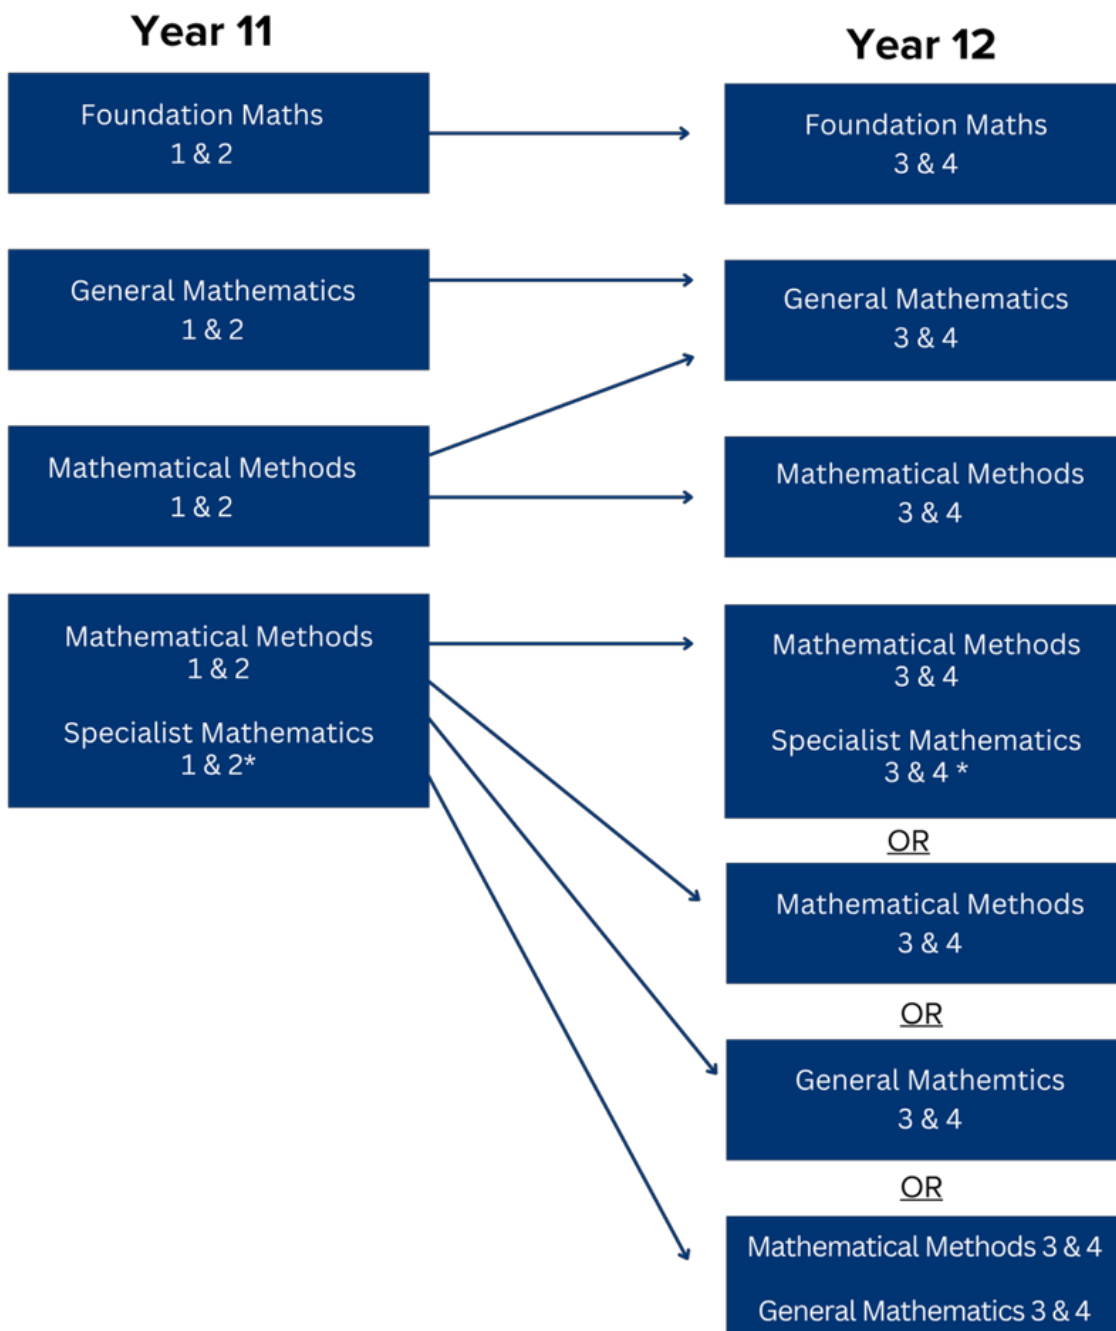 Year 11
Foundation Maths
1 & 2
General Mathematics
1 & 2
Mathematical Methods
1 & 2
Mathematical Methods
1 & 2
Specialist Mathematics
1 & 2*
Year 12
Foundation Maths
3 & 4
General Mathematics
3 & 4
Mathematical Methods
3 & 4
Mathematical Methods
3 & 4
Specialist Mathematics
3 & 4 *
OR
Mathematical Methods
3 & 4
OR
General Mathemtics
3 & 4
OR
Mathematical Methods 3 & 4
General Mathematics 3 & 4